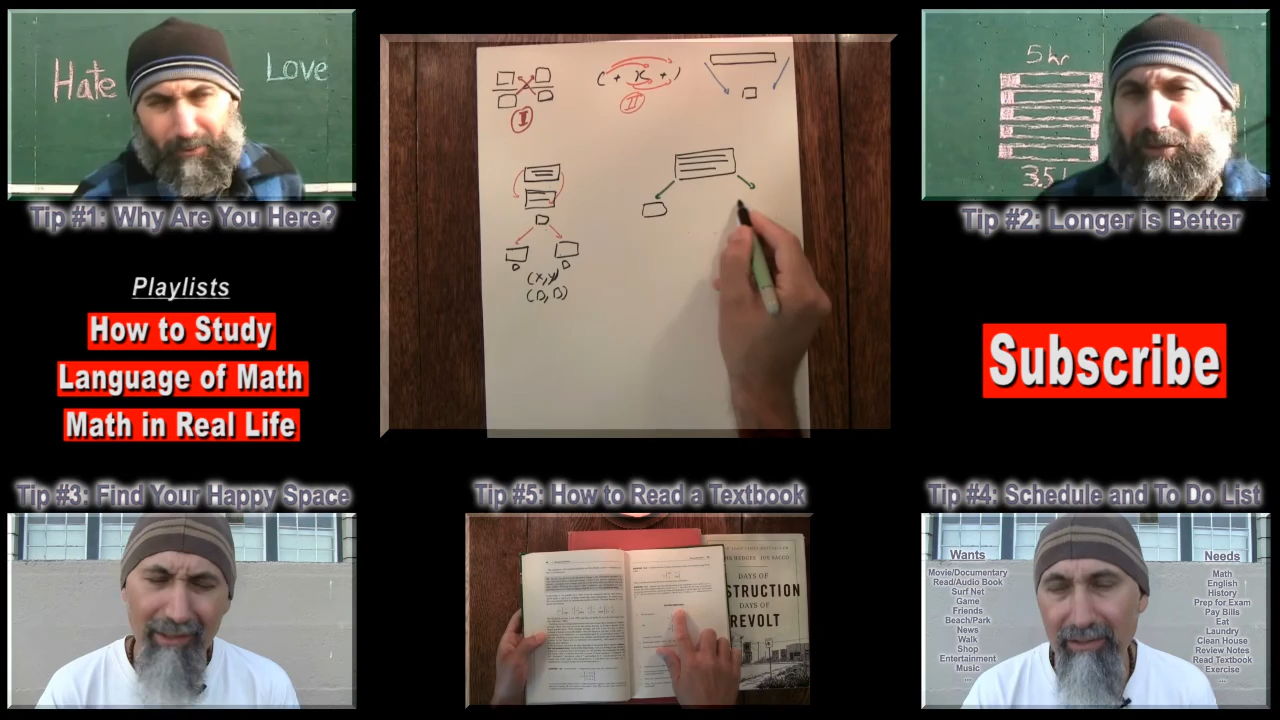 Hate
Love
Tip #1: Why Are You Here?
5 hr
3.5
Tip #2: Longer is Better
I
( + x + )
II
(x,y)
(D, D)
Playlists
How to Study
Language of Math
Math in Real Life
Subscribe
Tip #3: Find Your Happy Space
Tip #5: How to Read a Textbook
DAYS OF
STRUCTION
DAYS OF
REVOLT
Tip #4: Schedule and To Do List
Wants
Movie/Documentary
Read/Audio Book
Surf Net
Game
Friends
Beach/Park
News
Walk
Shop
Entertainment
Music
...
Needs
Math
English
History
Prep for Exam
Pay Bills
Eat
Laundry
Clean House
Review Notes
Read Textbook
Exercise
...